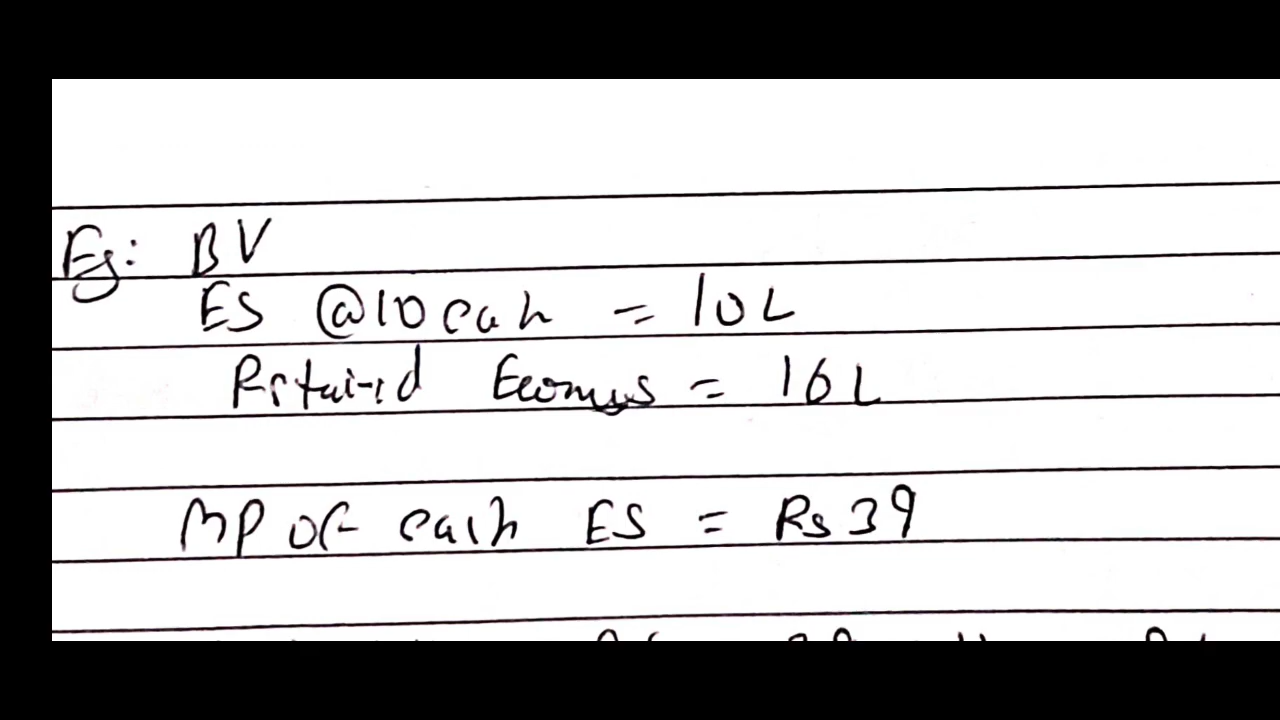 Eg: BV
ES @10 each = 10L
Retained Earnings = 16L
MP of each ES = Rs 39